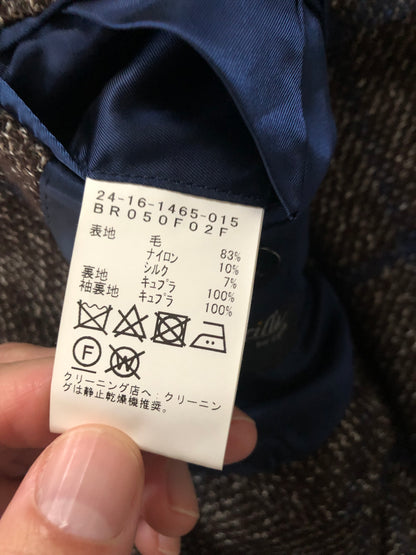 24-16-1465-015
BR050F02F
表地 毛 83%
ナイロン 10%
シルク 7%
裏地 キュプラ 100%
袖裏地 キュプラ 100%
F W
クリーニング店へ:クリーニン
グは静止乾燥機推奨。